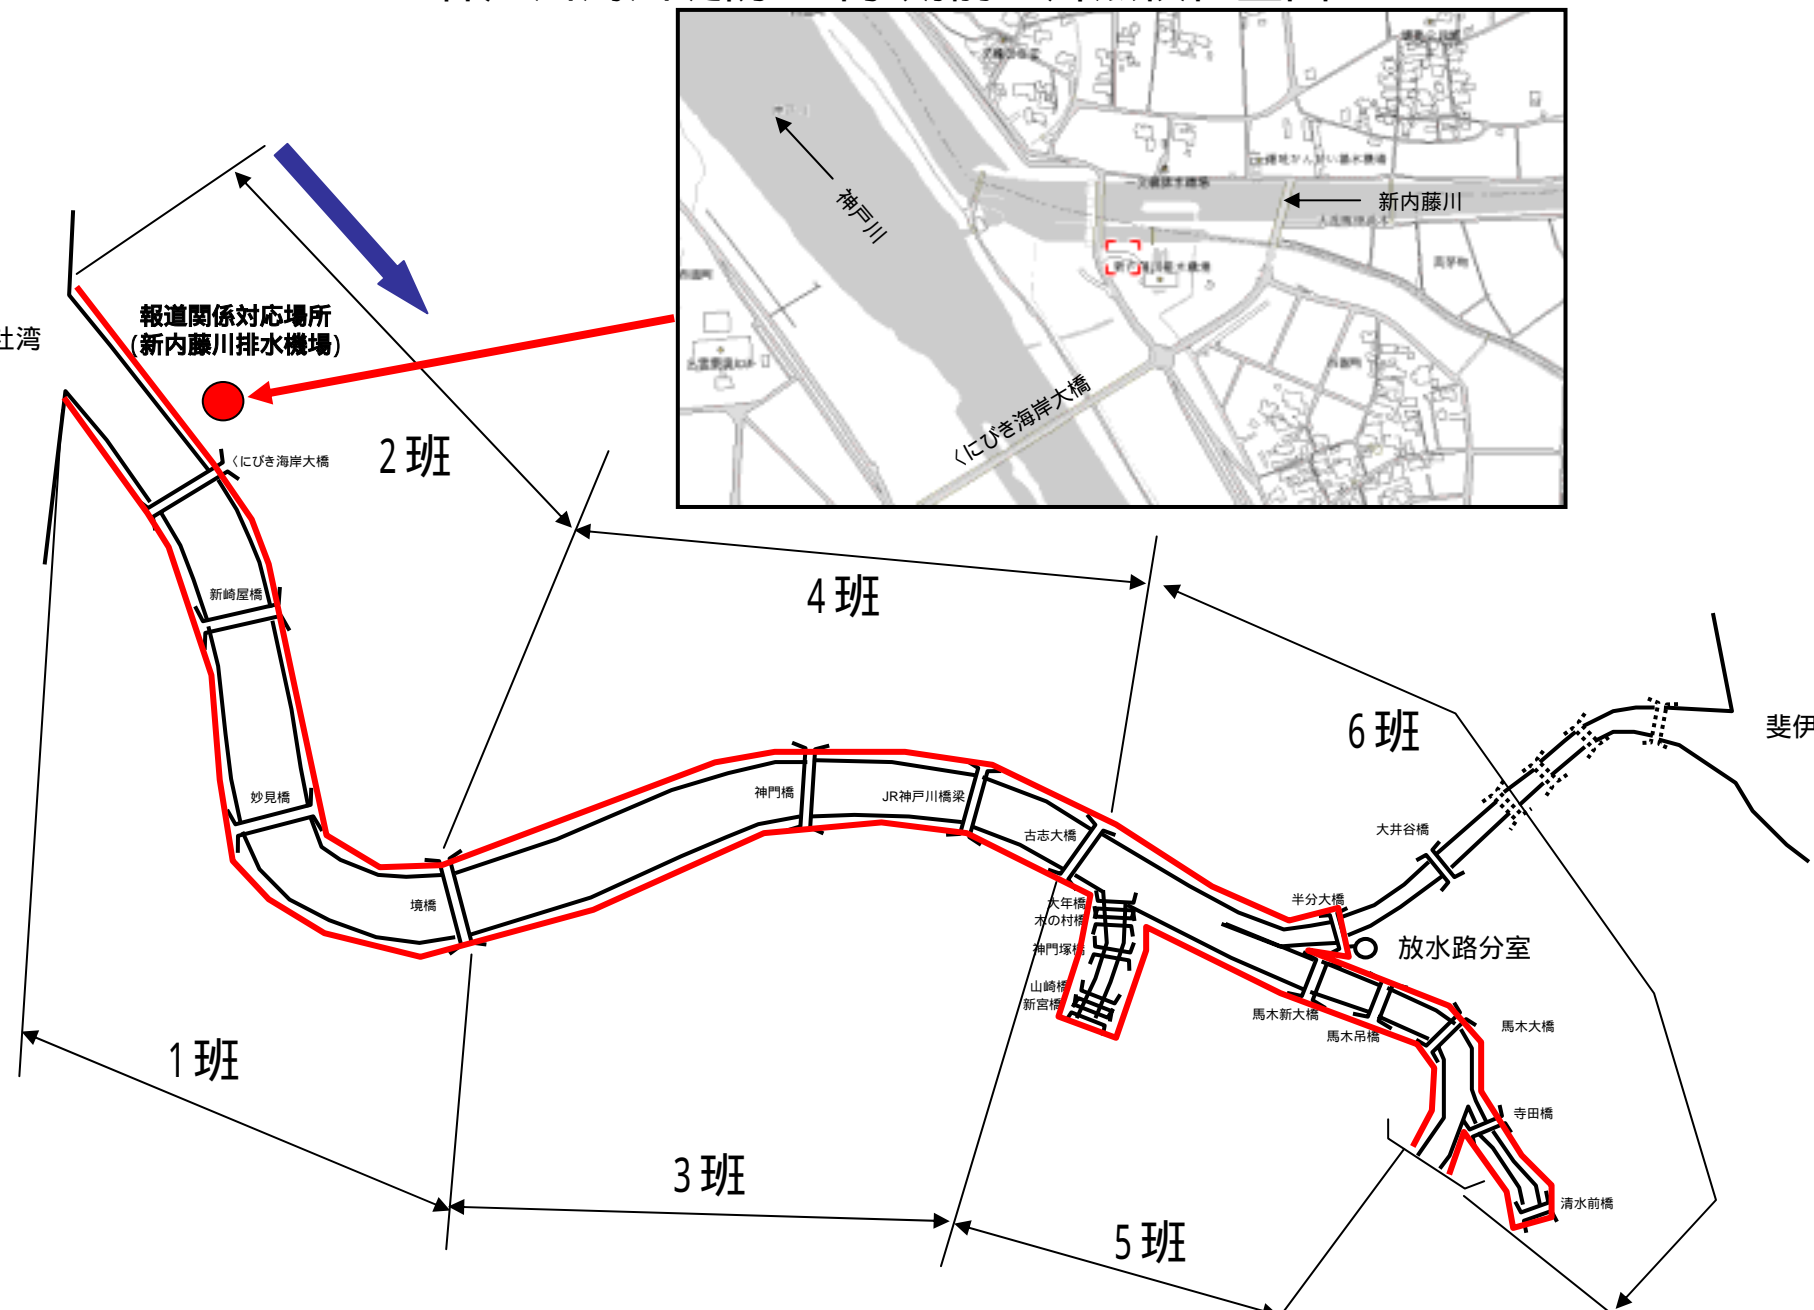 神戸川
新内藤川
くにびき海岸大橋
報道関係対応場所
(新内藤川排水機場)
社湾
くにびき海岸大橋
2班
新崎屋橋
4班
6班
斐伊
妙見橋
神門橋
JR神戸川橋梁
古志大橋
大井谷橋
境橋
大年橋
木の村橋
半分大橋
放水路分室
神門塚橋
山崎橋
新宮橋
馬木新大橋
馬木吊橋
馬木大橋
1班
寺田橋
3班
清水前橋
5班